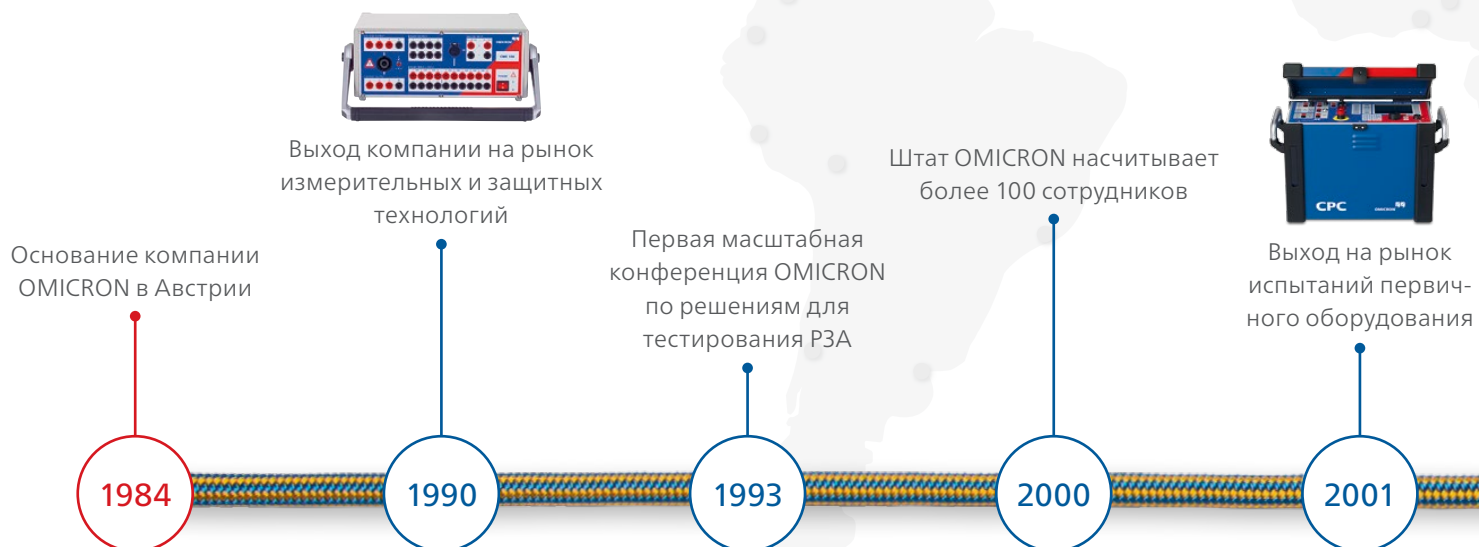 Основание компании
OMICRON в Австрии
1984
Выход компании на рынок
измерительных и защитных
технологий
1990
Первая масштабная
конференция OMICRON
по решениям для
тестирования РЗА
1993
Штат OMICRON насчитывает
более 100 сотрудников
2000
CPC
OMICRON
Выход на рынок
испытаний первич-
ного оборудования
2001